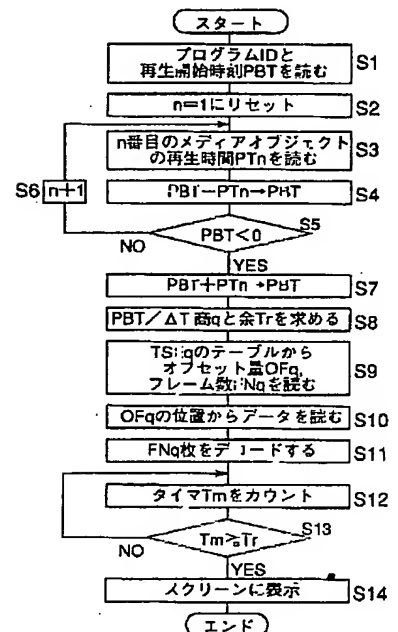 スタート
プログラムIDと
再生開始時刻PBTを読む
S1
n=1にリセット
S2
n番目のメディアオブジェクト
の再生時間PTnを読む
S3
S6
n+1
PBT-PTn→PBT
S4
PBT<0
S5
NO
YES
PBT+PTn→PBT
S7
PBT/ΔT 商qと余Trを求める
S8
qのテーブルから
オフセット量OFq,
フレーム数FNqを読む
S9
OFqの位置からデータを読む
S10
FNq枚をデコードする
S11
タイマTmをカウント
S12
Tm≧Tr
S13
NO
YES
スクリーンに表示
S14
エンド